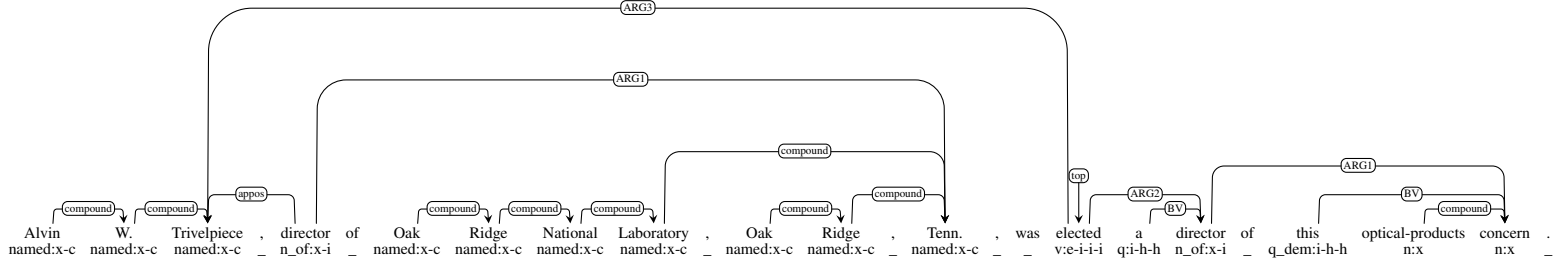 ARG3
ARG1
compound
top ARG1
appos compound ARG2 BV
compound compound compound compound compound compound BV compound
Alvin W. Trivelpiece , director of Oak Ridge National Laboratory , Oak Ridge , Tenn. , was elected a director of this optical-products concern .
named:x-c named:x-c named:x-c _ n_of:x-i _ named:x-c named:x-c named:x-c named:x-c _ named:x-c named:x-c _ named:x-c _ _ v:e-i-i-i q:i-h-h n_of:x-i _ q_dem:i-h-h n:x n:x _